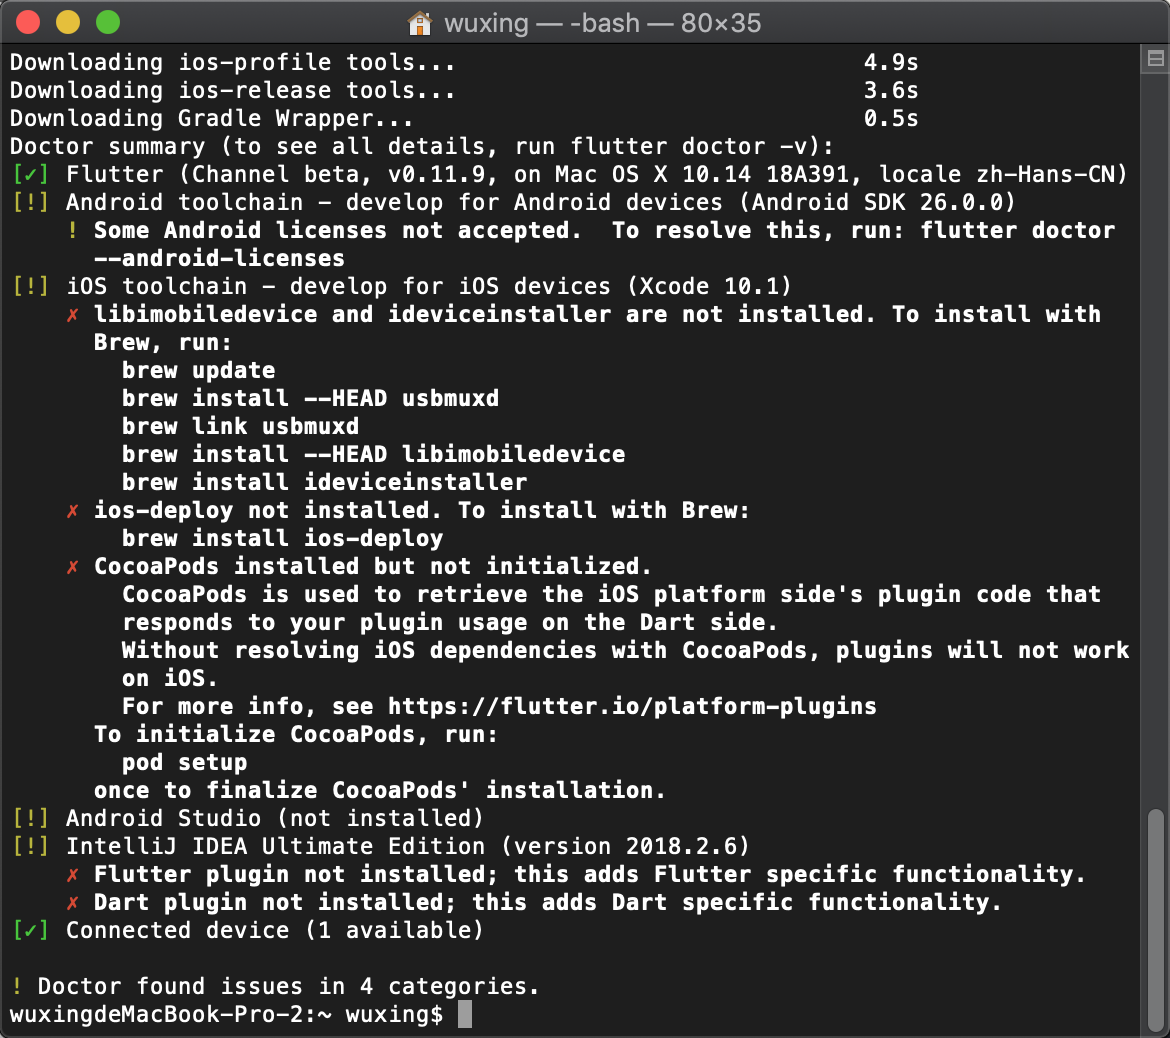 wuxing — -bash — 80×35
Downloading ios-profile tools... 4.9s
Downloading ios-release tools... 3.6s
Downloading Gradle Wrapper... 0.5s
Doctor summary (to see all details, run flutter doctor -v):
[✓] Flutter (Channel beta, v0.11.9, on Mac OS X 10.14 18A391, locale zh-Hans-CN)
[!] Android toolchain - develop for Android devices (Android SDK 26.0.0)
! Some Android licenses not accepted.  To resolve this, run: flutter doctor
--android-licenses
[!] iOS toolchain - develop for iOS devices (Xcode 10.1)
✗ libimobiledevice and ideviceinstaller are not installed. To install with
Brew, run:
brew update
brew install --HEAD usbmuxd
brew link usbmuxd
brew install --HEAD libimobiledevice
brew install ideviceinstaller
✗ ios-deploy not installed. To install with Brew:
brew install ios-deploy
✗ CocoaPods installed but not initialized.
CocoaPods is used to retrieve the iOS platform side's plugin code that
responds to your plugin usage on the Dart side.
Without resolving iOS dependencies with CocoaPods, plugins will not work
on iOS.
For more info, see https://flutter.io/platform-plugins
To initialize CocoaPods, run:
pod setup
once to finalize CocoaPods' installation.
[!] Android Studio (not installed)
[!] IntelliJ IDEA Ultimate Edition (version 2018.2.6)
✗ Flutter plugin not installed; this adds Flutter specific functionality.
✗ Dart plugin not installed; this adds Dart specific functionality.
[✓] Connected device (1 available)
! Doctor found issues in 4 categories.
wuxingdeMacBook-Pro-2:~ wuxing$